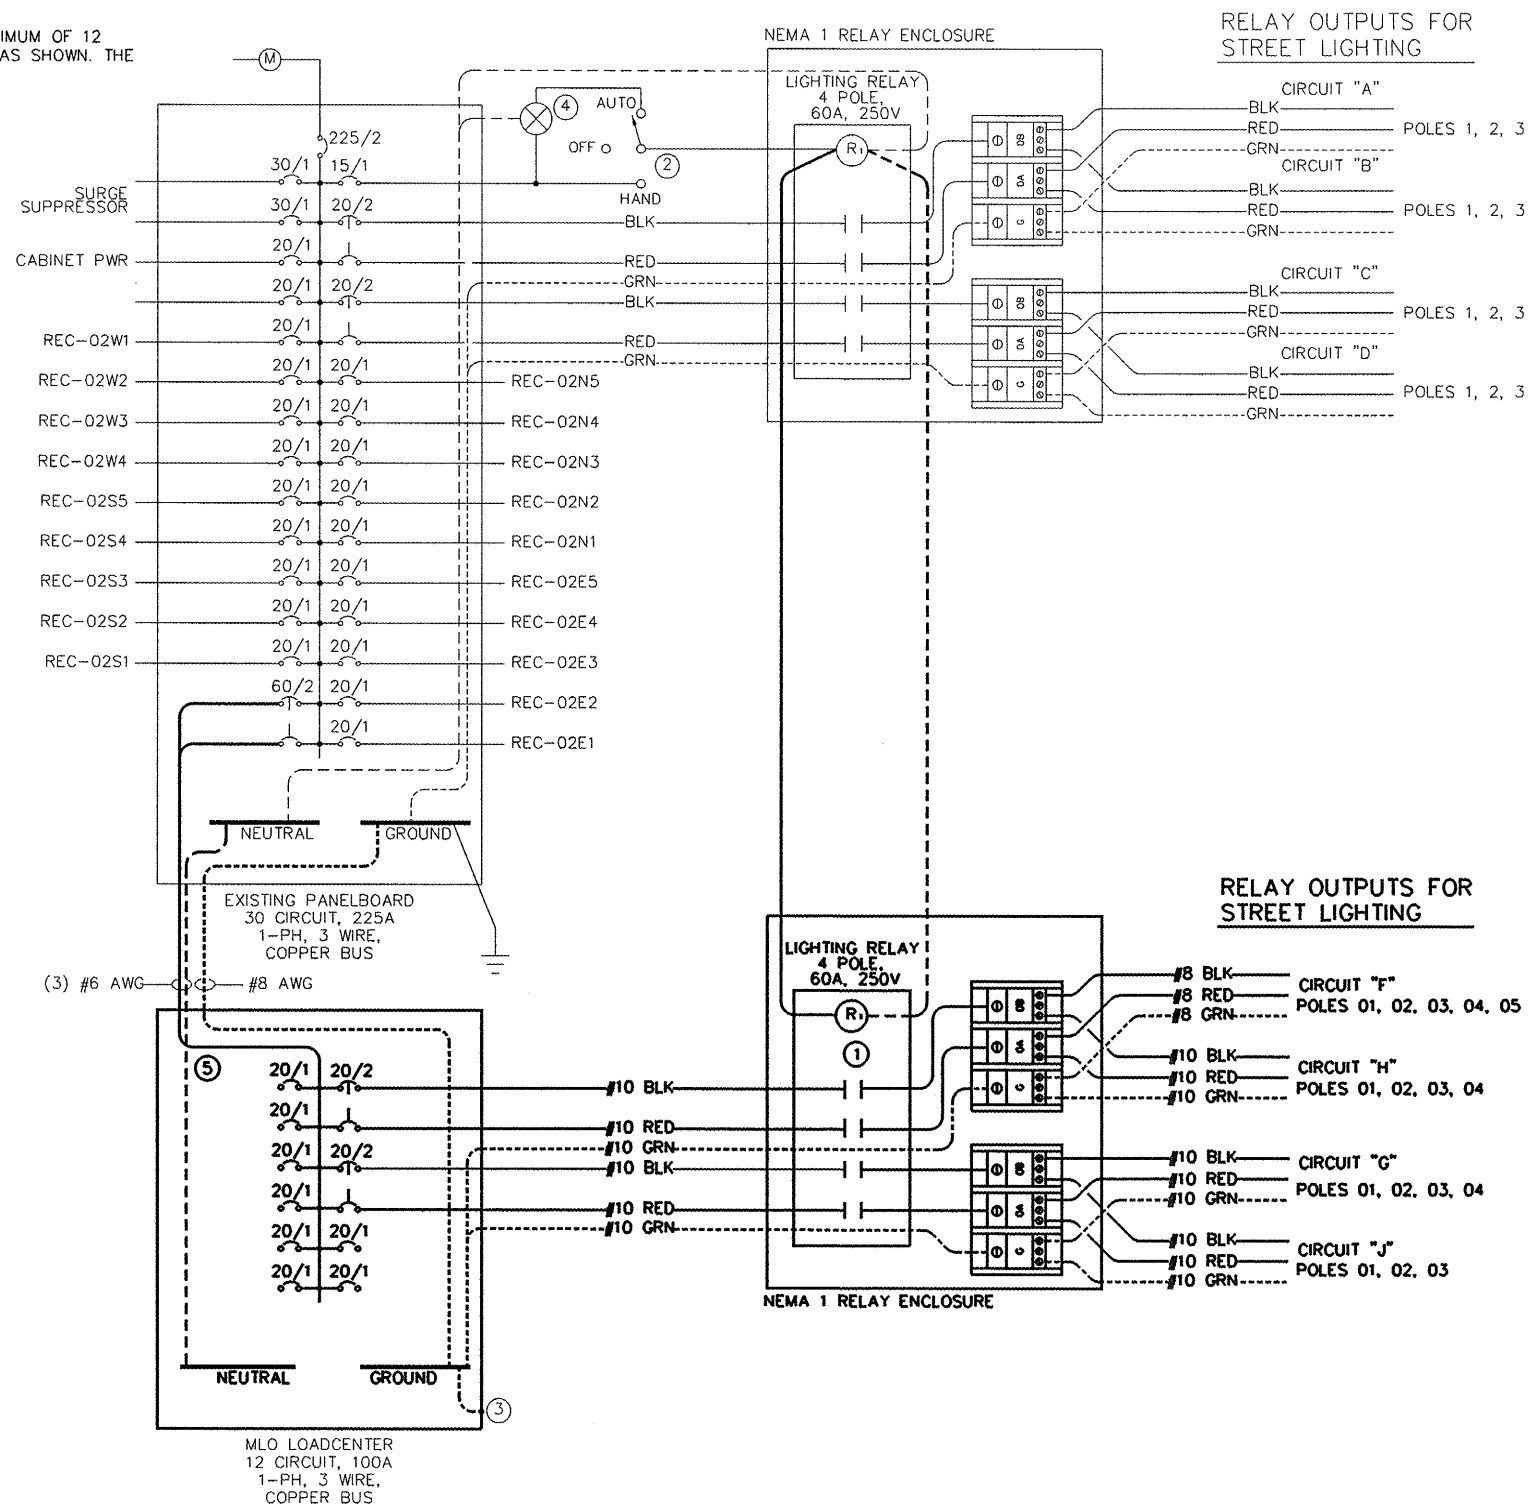 IMUM OF 12
AS SHOWN. THE
M
225/2
30/1 15/1
SURGE
SUPPRESSOR
30/1 20/2
CABINET PWR
20/1
20/1 20/2
REC-02W1
20/1
REC-02W2
20/1 20/1
REC-02N5
REC-02W3
20/1 20/1
REC-02N4
REC-02W4
20/1 20/1
REC-02N3
REC-02S5
20/1 20/1
REC-02N2
REC-02S4
20/1 20/1
REC-02N1
REC-02S3
20/1 20/1
REC-02E5
REC-02S2
20/1 20/1
REC-02E4
REC-02S1
20/1 20/1
REC-02E3
60/2 20/1
REC-02E2
20/1
REC-02E1
NEUTRAL
GROUND
EXISTING PANELBOARD
30 CIRCUIT, 225A
1-PH, 3 WIRE,
COPPER BUS
4
AUTO
OFF
2
HAND
BLK
RED
GRN
BLK
RED
GRN
NEMA 1 RELAY ENCLOSURE
LIGHTING RELAY
4 POLE,
60A, 250V
R1
0B
0A
G
0B
0A
G
RELAY OUTPUTS FOR
STREET LIGHTING
CIRCUIT "A"
BLK
RED
POLES 1, 2, 3
GRN
CIRCUIT "B"
BLK
RED
POLES 1, 2, 3
GRN
CIRCUIT "C"
BLK
RED
POLES 1, 2, 3
GRN
CIRCUIT "D"
BLK
RED
POLES 1, 2, 3
GRN
(3) #6 AWG
#8 AWG
5
20/1 20/2
20/1
20/1 20/2
20/1
20/1 20/1
20/1 20/1
NEUTRAL
GROUND
3
MLO LOADCENTER
12 CIRCUIT, 100A
1-PH, 3 WIRE,
COPPER BUS
#10 BLK
#10 RED
#10 GRN
#10 BLK
#10 RED
#10 GRN
LIGHTING RELAY
4 POLE,
60A, 250V
R1
1
0B
0A
G
0B
0A
G
NEMA 1 RELAY ENCLOSURE
RELAY OUTPUTS FOR
STREET LIGHTING
#8 BLK
#8 RED
#8 GRN
CIRCUIT "F"
POLES 01, 02, 03, 04, 05
#10 BLK
#10 RED
#10 GRN
CIRCUIT "H"
POLES 01, 02, 03, 04
#10 BLK
#10 RED
#10 GRN
CIRCUIT "G"
POLES 01, 02, 03, 04
#10 BLK
#10 RED
#10 GRN
CIRCUIT "J"
POLES 01, 02, 03